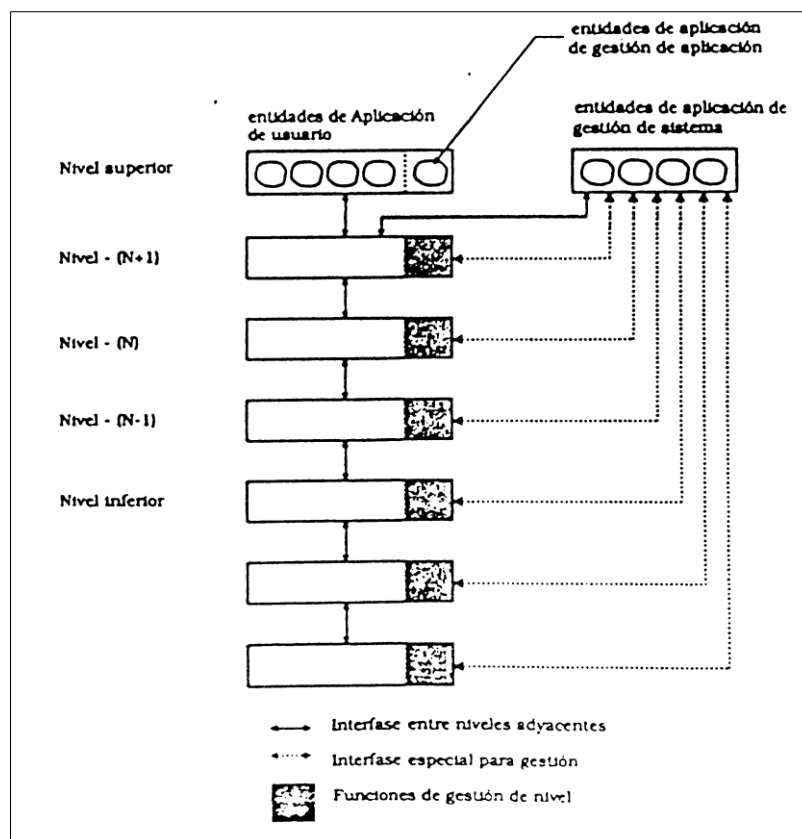 entidades de aplicación
de gestión de aplicación
entidades de Aplicación
de usuario
entidades de aplicación de
gestión de sistema
Nivel superior
Nivel - (N+1)
Nivel - (N)
Nivel - (N-1)
Nivel inferior
Interfase entre niveles adyacentes
Interfase especial para gestión
Funciones de gestión de nivel